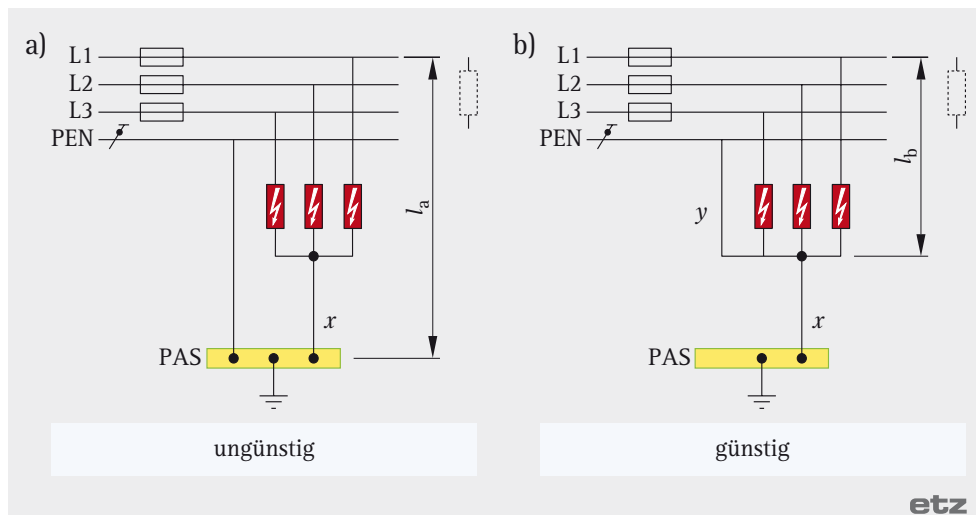 a)
L1
L2
L3
PEN
la
x
PAS
ungünstig
b)
L1
L2
L3
PEN
lb
y
x
PAS
günstig
etz